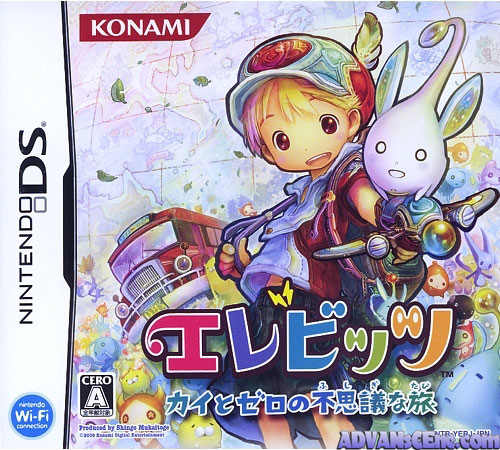 KONAMI
NINTENDO DS
エレビッツ
TM
カイとゼロの不思議な旅
ふしぎ たび
CERO
A
全年齢対象
nintendo
Wi-Fi
connection
Produced by Shingo Mukaitoge
©2008 Konami Digital Entertainment
NTR-YERJ-JPN
ADVANSCENE.COM